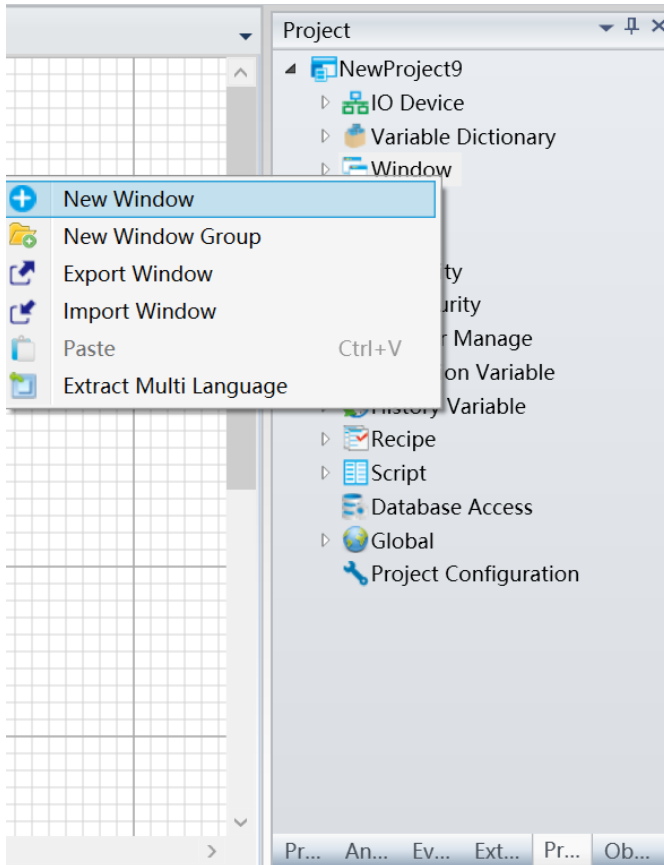 Project
NewProject9
IO Device
Variable Dictionary
Window
New Window
New Window Group
Export Window
Import Window
Paste Ctrl+V
Extract Multi Language
ty
urity
r Manage
on Variable
History Variable
Recipe
Script
Database Access
Global
Project Configuration
Pr... An... Ev... Ext... Pr... Ob...